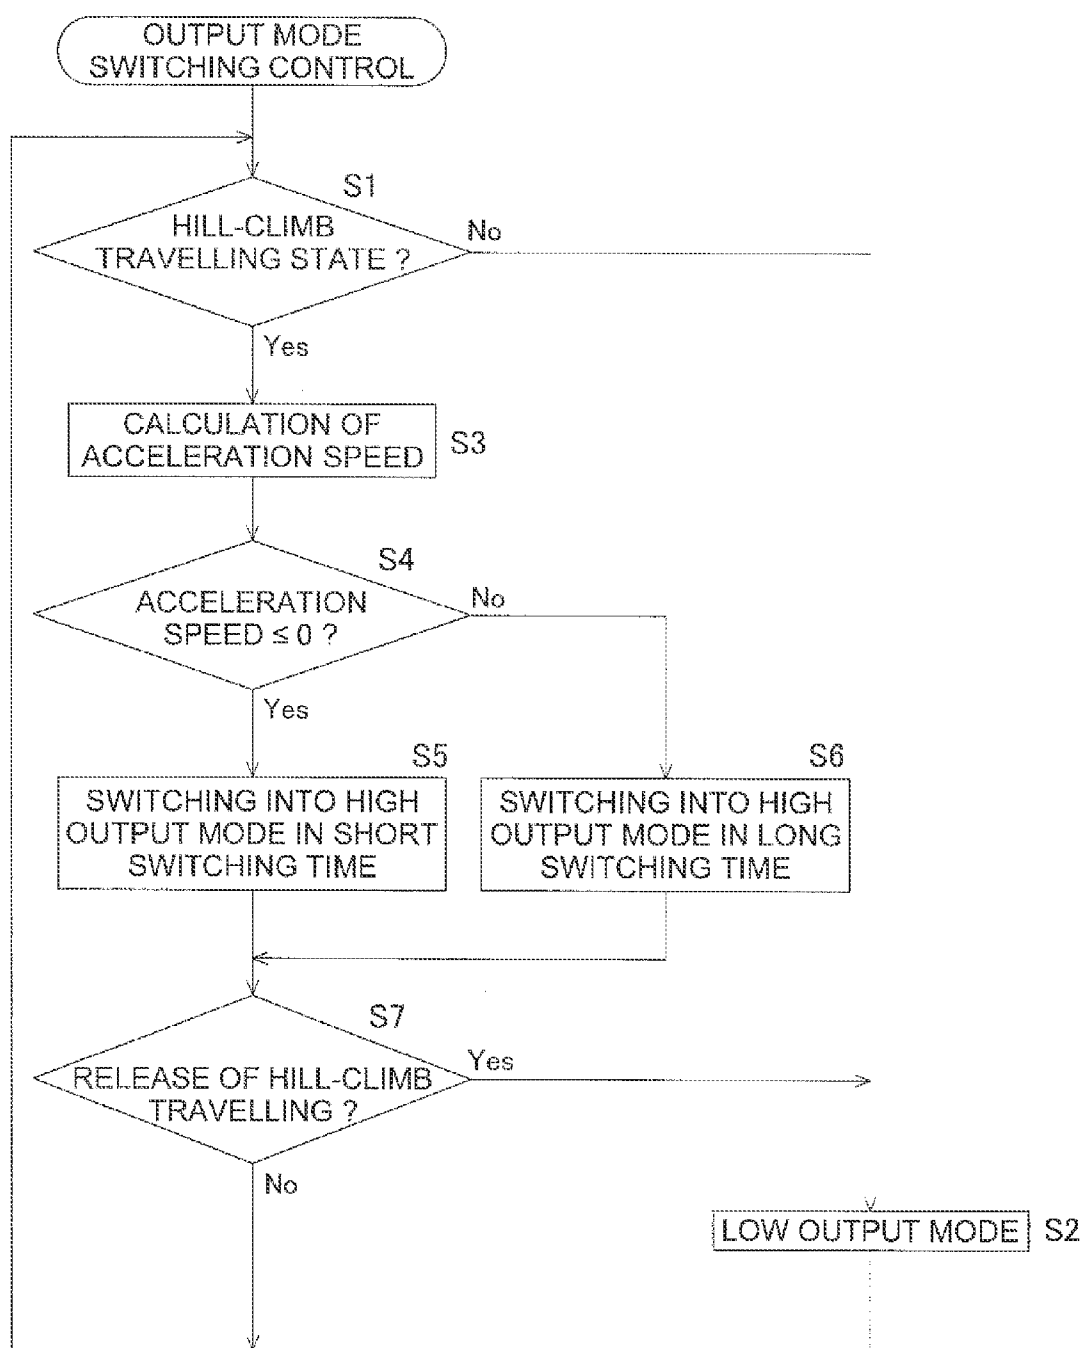 OUTPUT MODE
SWITCHING CONTROL
S1
HILL-CLIMB
TRAVELLING STATE ?
No
Yes
CALCULATION OF
ACCELERATION SPEED
S3
S4
ACCELERATION
SPEED ≤ 0 ?
No
Yes
S5
SWITCHING INTO HIGH
OUTPUT MODE IN SHORT
SWITCHING TIME
S6
SWITCHING INTO HIGH
OUTPUT MODE IN LONG
SWITCHING TIME
S7
RELEASE OF HILL-CLIMB
TRAVELLING ?
Yes
No
LOW OUTPUT MODE
S2